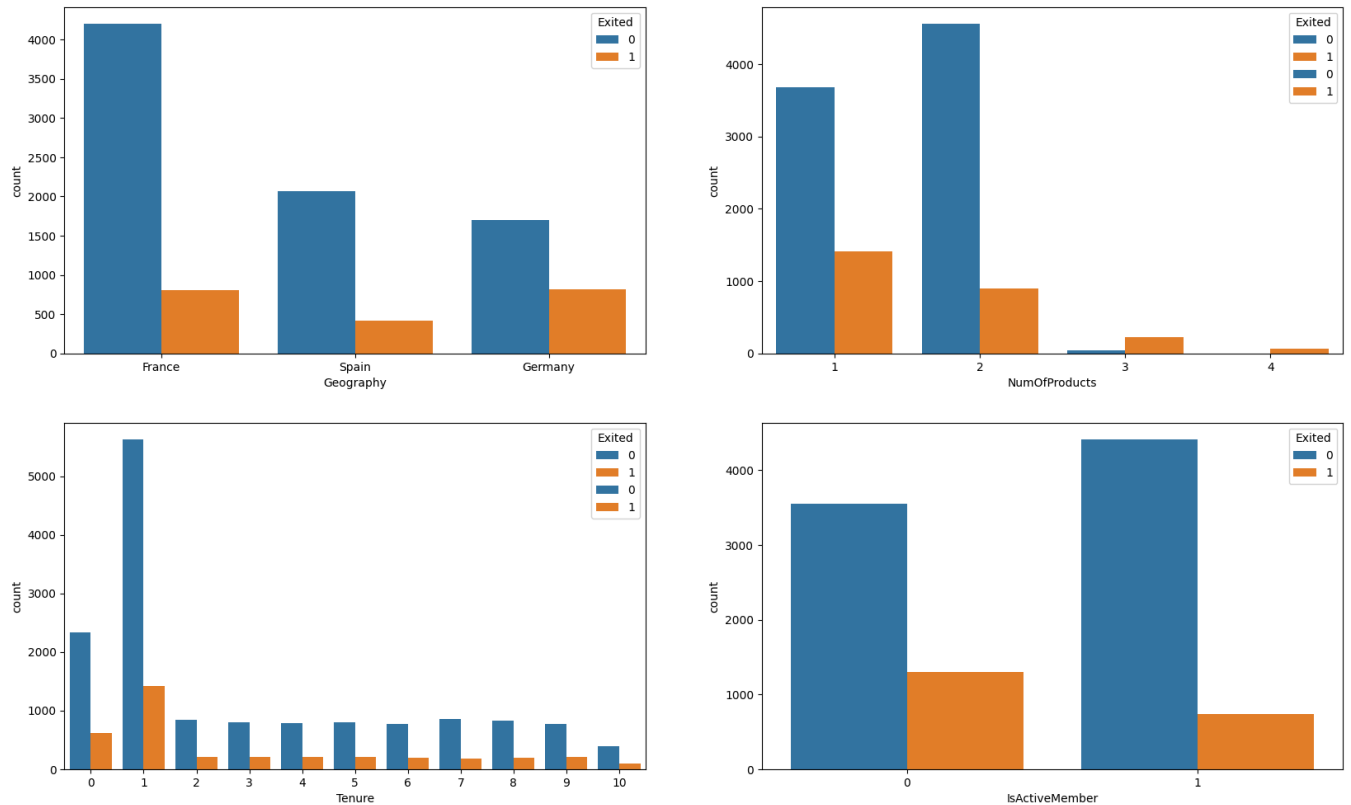 Exited
0
1
4000
3500
3000
2500
2000
1500
1000
500
0
count
France Spain Germany
Geography
Exited
0
1
0
1
4000
3000
2000
1000
0
count
1 2 3 4
NumOfProducts
Exited
0
1
0
1
5000
4000
3000
2000
1000
0
count
0 1 2 3 4 5 6 7 8 9 10
Tenure
Exited
0
1
4000
3000
2000
1000
0
count
0 1
IsActiveMember